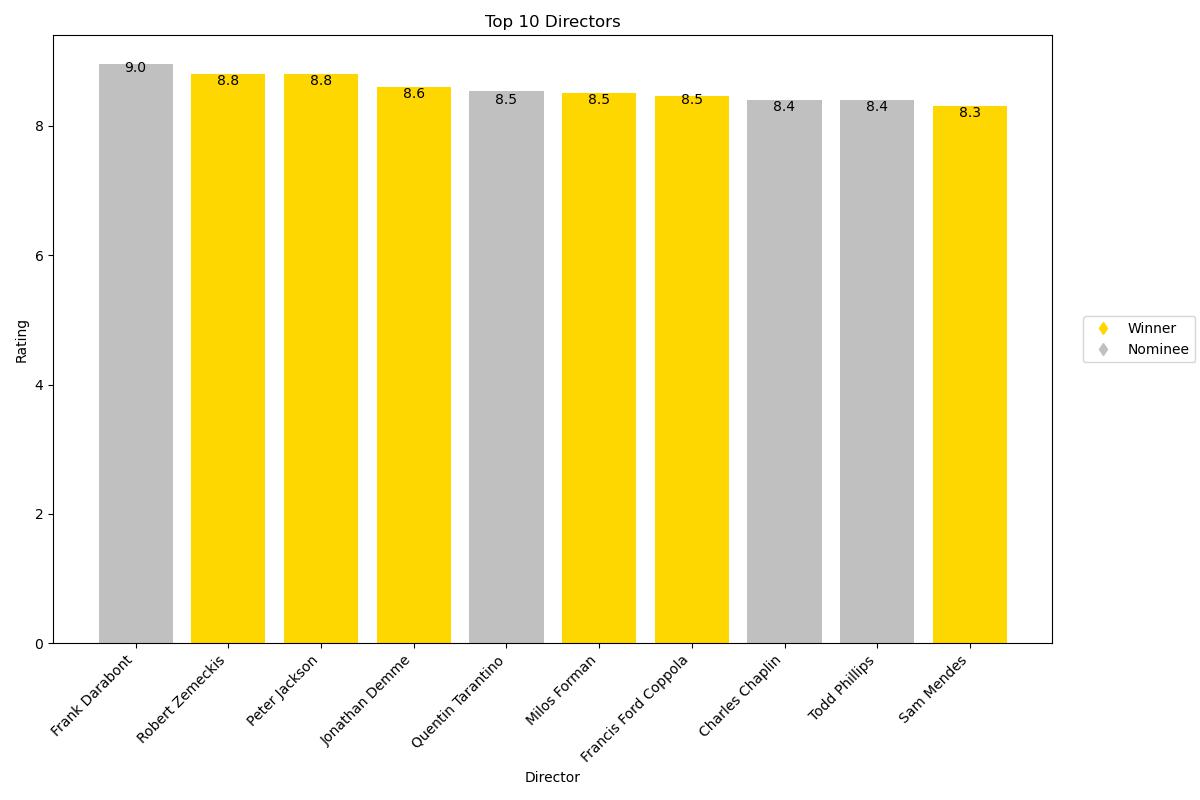 Top 10 Directors
9.0
8.8
8.8
8.6
8.5
8.5
8.5
8.4
8.4
8.3
8
6
4
2
0
Rating
Winner
Nominee
Frank Darabont
Robert Zemeckis
Peter Jackson
Jonathan Demme
Quentin Tarantino
Milos Forman
Francis Ford Coppola
Charles Chaplin
Todd Phillips
Sam Mendes
Director